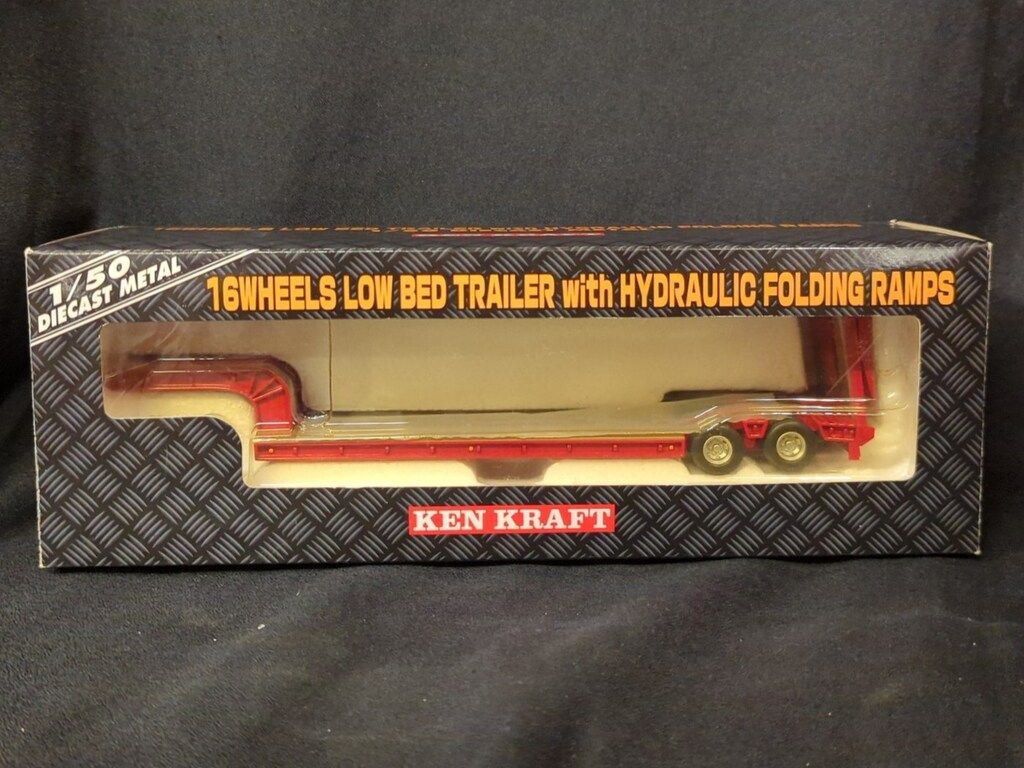 1/50
DIECAST METAL
16WHEELS LOW BED TRAILER with HYDRAULIC FOLDING RAMPS
KEN KRAFT